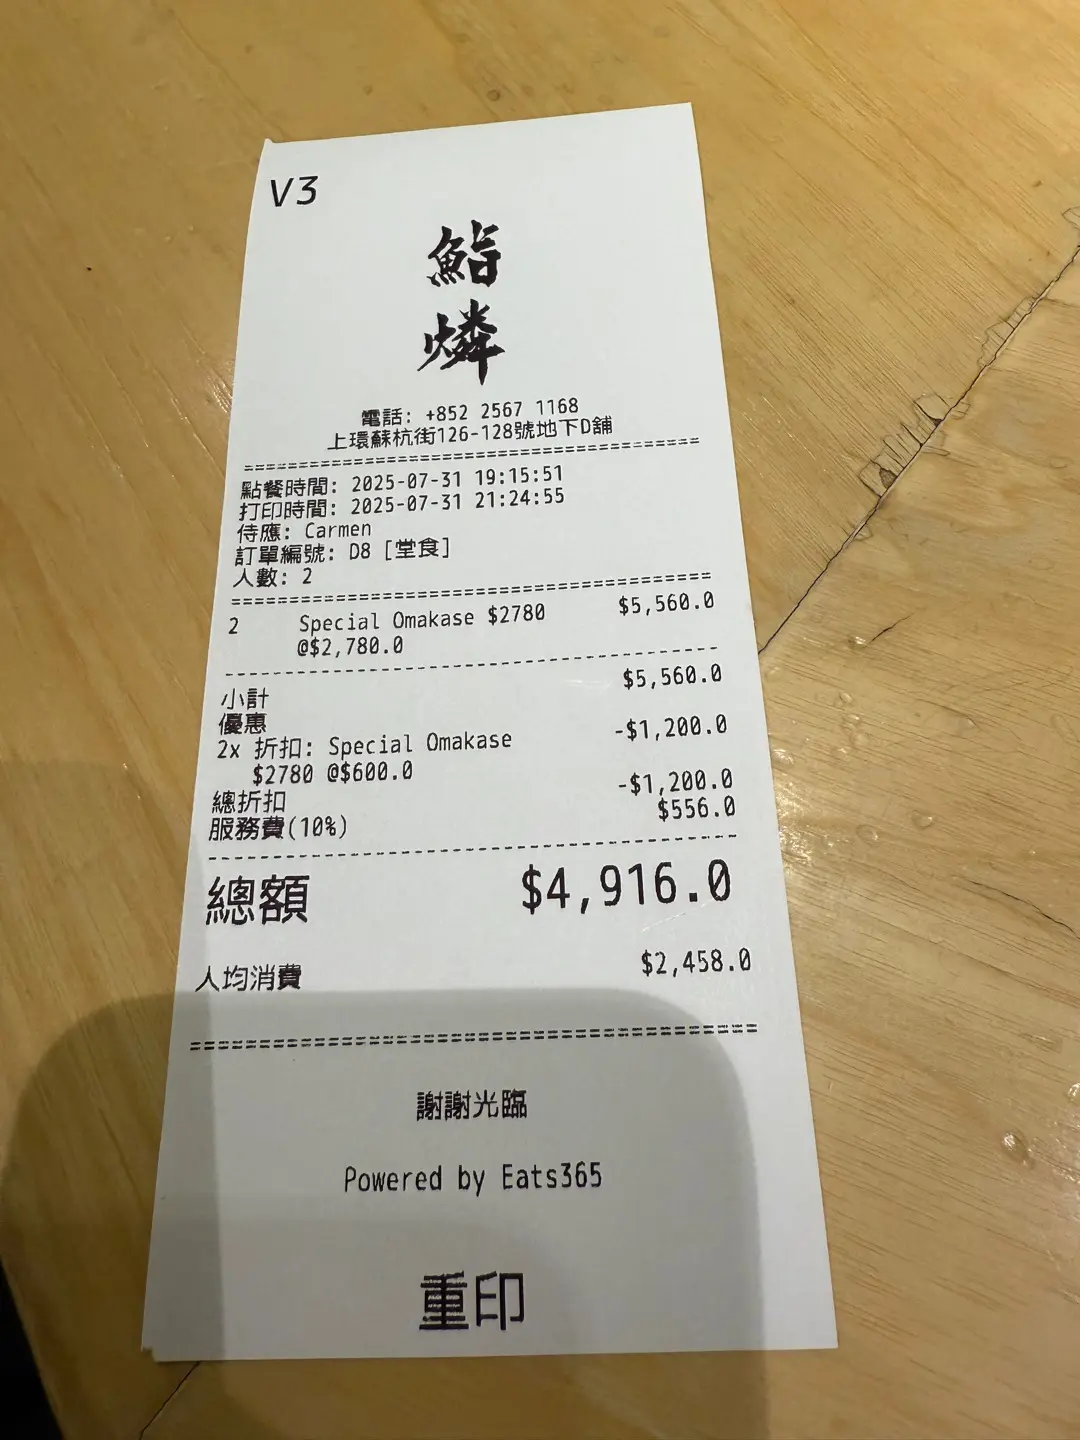 V3
鮨
燐
電話: +852 2567 1168
上環蘇杭街126-128號地下D舖
點餐時間: 2025-07-31 19:15:51
打印時間: 2025-07-31 21:24:55
侍應: Carmen
訂單編號: D8 [堂食]
人數: 2
2 Special Omakase $2780 $5,560.0
@$2,780.0
小計 $5,560.0
優惠
2x 折扣: Special Omakase -$1,200.0
$2780 @$600.0
總折扣 -$1,200.0
服務費(10%) $556.0
總額 $4,916.0
人均消費 $2,458.0
謝謝光臨
Powered by Eats365
重印